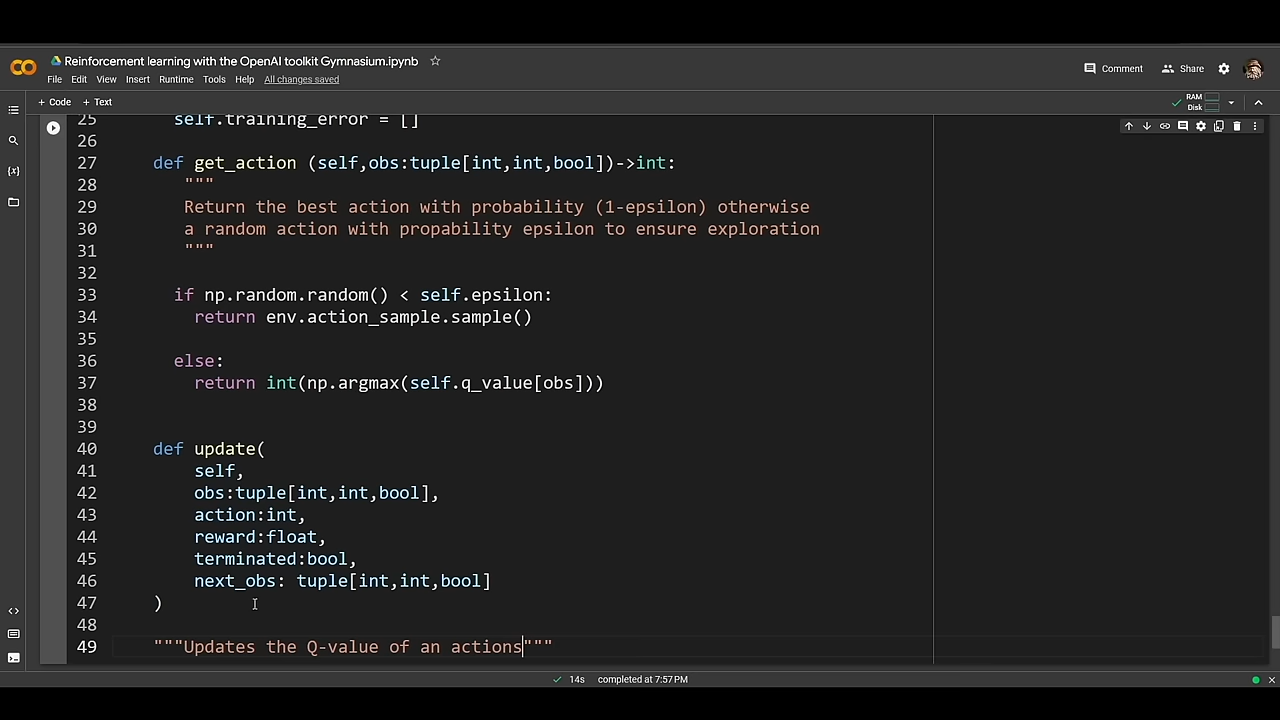 Reinforcement learning with the OpenAI toolkit Gymnasium.ipynb
File Edit View Insert Runtime Tools Help All changes saved
Comment
Share
+ Code + Text
RAM
Disk
25 self.training_error = []
26
27 def get_action (self,obs:tuple[int,int,bool])->int:
28 """
29 Return the best action with probability (1-epsilon) otherwise
30 a random action with propability epsilon to ensure exploration
31 """
32
33 if np.random.random() < self.epsilon:
34 return env.action_sample.sample()
35
36 else:
37 return int(np.argmax(self.q_value[obs]))
38
39
40 def update(
41 self,
42 obs:tuple[int,int,bool],
43 action:int,
44 reward:float,
45 terminated:bool,
46 next_obs: tuple[int,int,bool]
47 )
48
49 """Updates the Q-value of an actions"""
14s completed at 7:57 PM